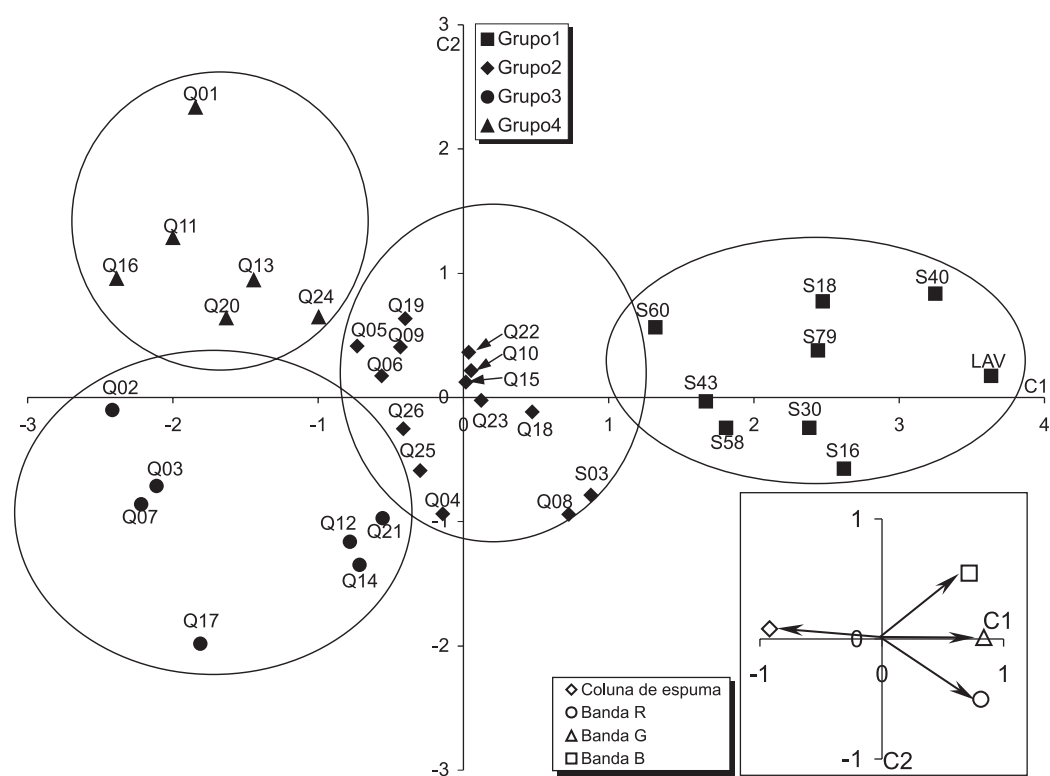 3
C2
Grupo1
Grupo2
Grupo3
Grupo4
Q01
2
Q11
Q16
Q13
Q20
Q24
1
Q19
Q05
Q09
Q06
Q22
Q10
Q15
S60
S18
S40
S79
LAV
S43
C1
Q02
0
-3
-2
-1
0
1
2
3
4
Q26
Q23
Q18
S58
S30
Q25
S16
Q03
Q07
Q04
S03
Q08
-1
Q12
Q21
Q14
Q17
-2
-3
Coluna de espuma
Banda R
Banda G
Banda B
1
C1
0
-1
0
1
-1
C2